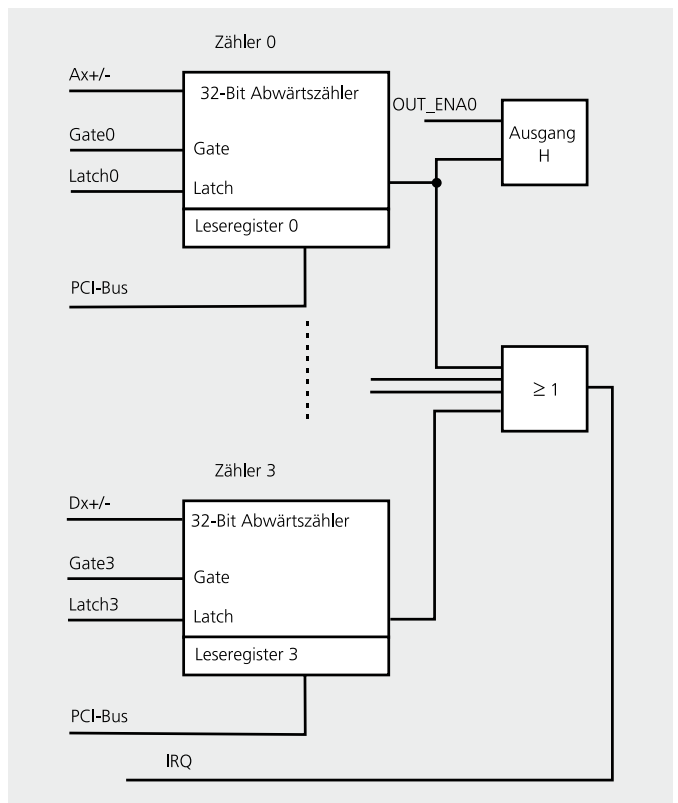 Zähler 0
Ax+/-
32-Bit Abwärtszähler
OUT_ENA0
Ausgang
H
Gate0
Gate
Latch0
Latch
Leseregister 0
PCI-Bus
≥ 1
Zähler 3
Dx+/-
32-Bit Abwärtszähler
Gate3
Gate
Latch3
Latch
Leseregister 3
PCI-Bus
IRQ